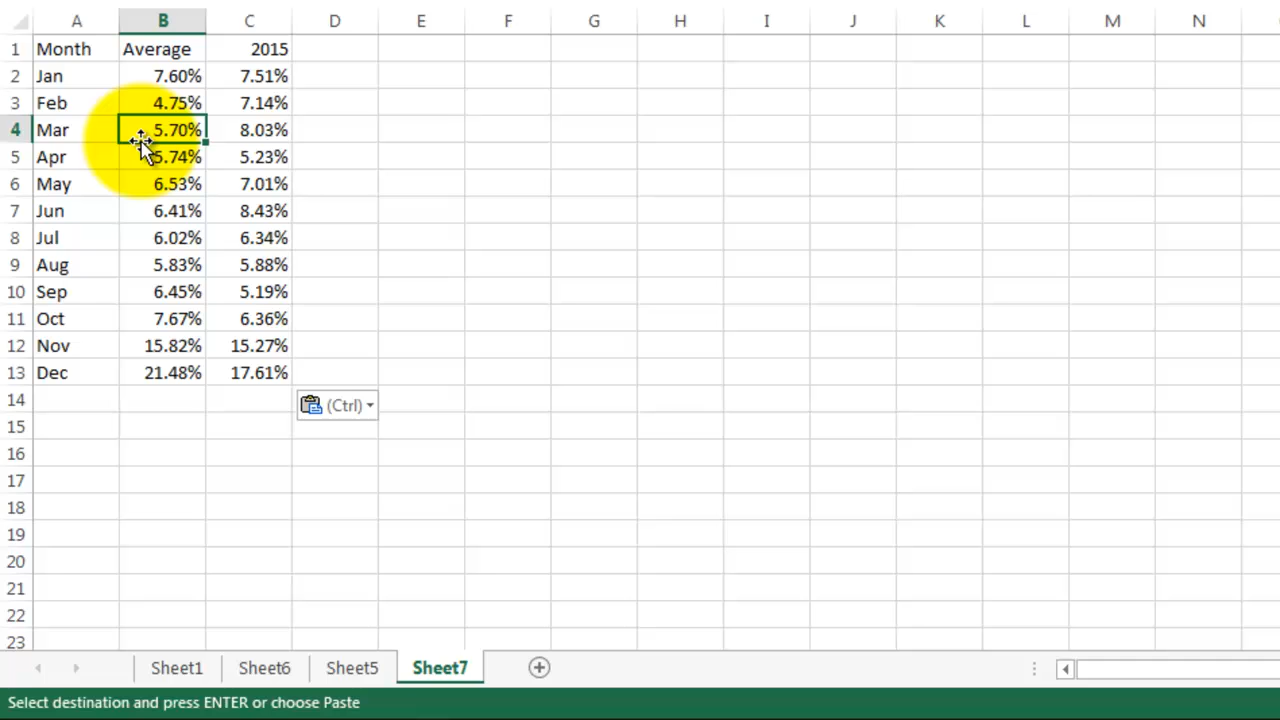 A B C D E F G H I J K L M N
1 Month Average 2015
2 Jan 7.60% 7.51%
3 Feb 4.75% 7.14%
4 Mar 5.70% 8.03%
5 Apr 5.74% 5.23%
6 May 6.53% 7.01%
7 Jun 6.41% 8.43%
8 Jul 6.02% 6.34%
9 Aug 5.83% 5.88%
10 Sep 6.45% 5.19%
11 Oct 7.67% 6.36%
12 Nov 15.82% 15.27%
13 Dec 21.48% 17.61%
14 (Ctrl)
15
16
17
18
19
20
21
22
23
Sheet1 Sheet6 Sheet5 Sheet7
Select destination and press ENTER or choose Paste